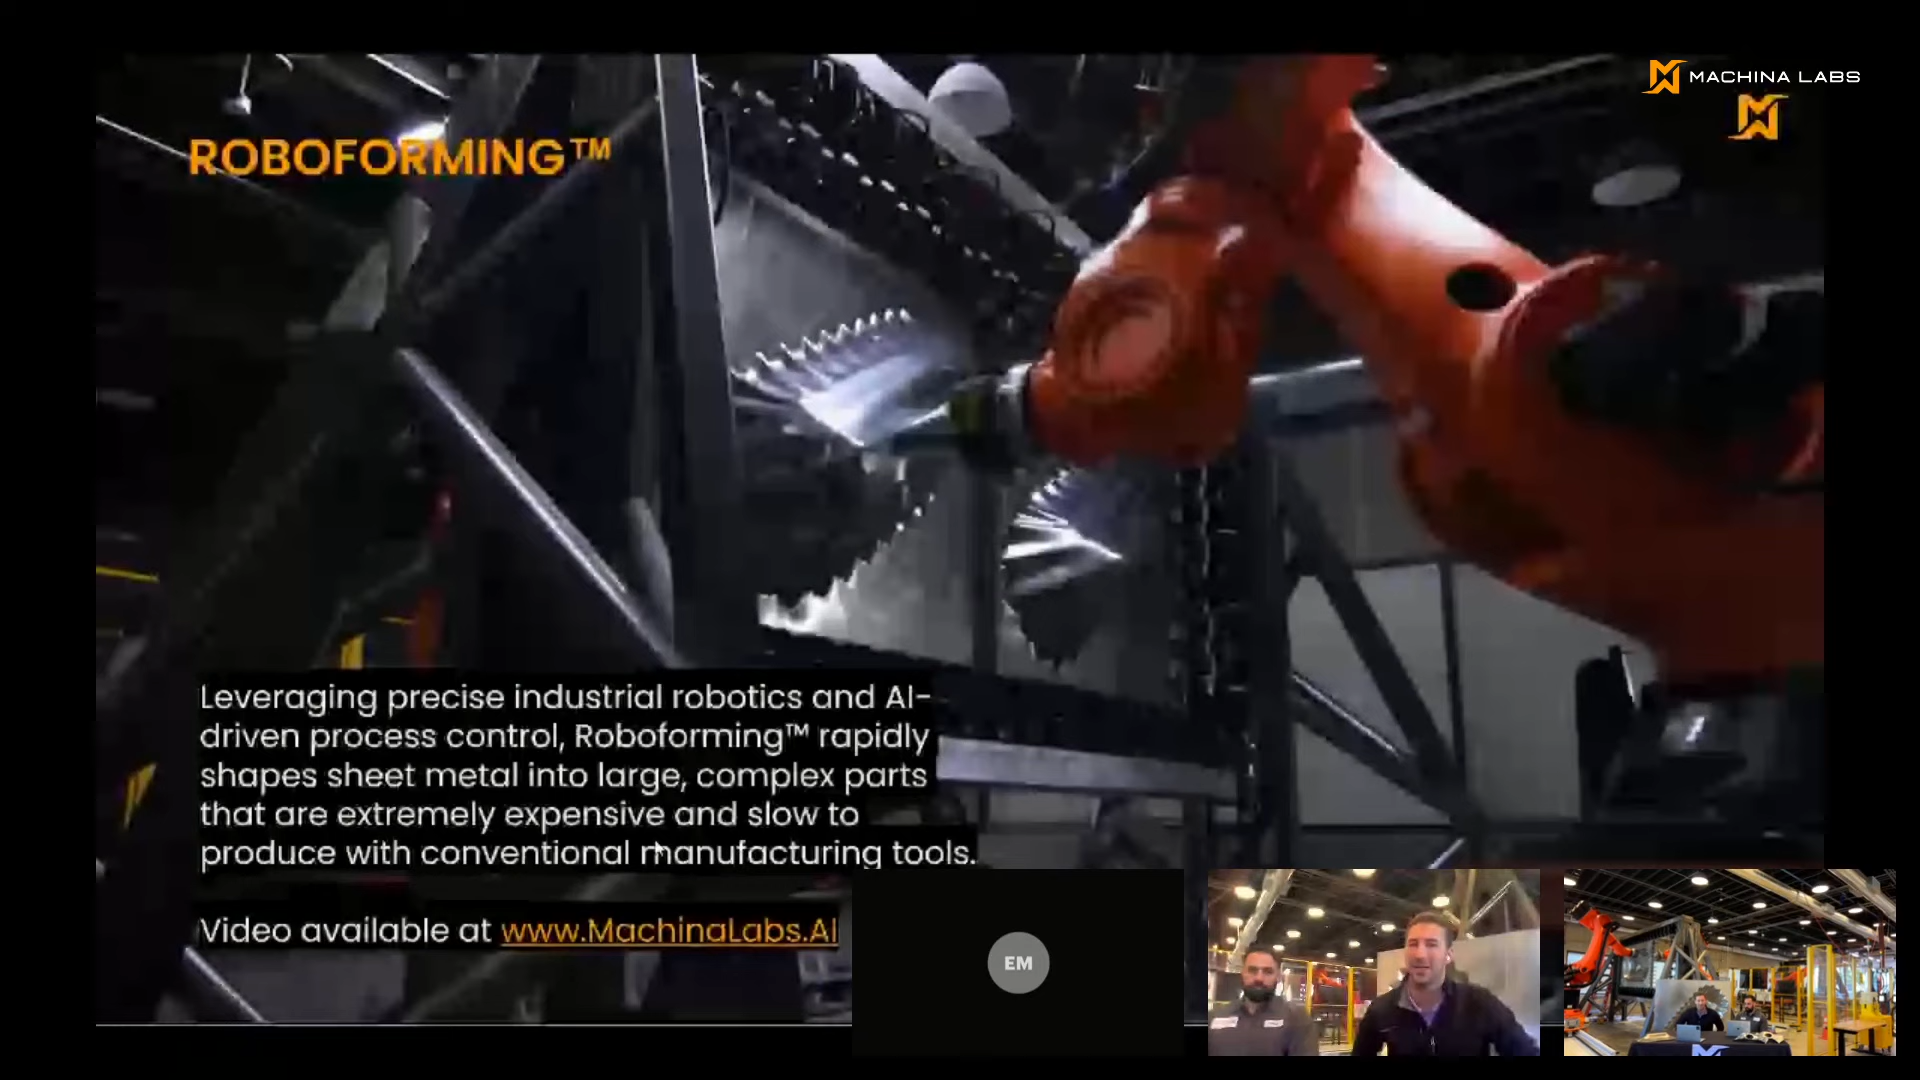 MACHINA LABS
ROBOFORMING™
Leveraging precise industrial robotics and AI-
driven process control, Roboforming™ rapidly
shapes sheet metal into large, complex parts
that are extremely expensive and slow to
produce with conventional manufacturing tools.
Video available at www.MachinaLabs.AI
EM